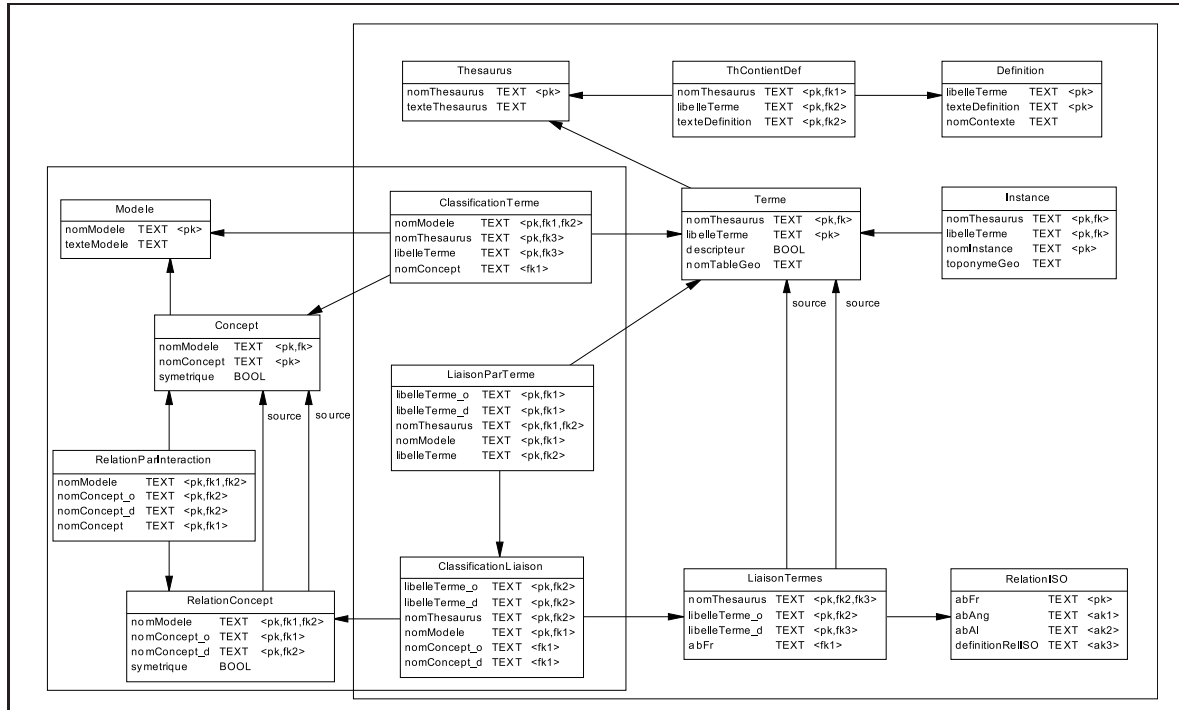 Thesaurus
nomThesaurus TEXT <pk>
texteThesaurus TEXT
ThContientDef
nomThesaurus TEXT <pk,fk1>
libelleTerme TEXT <pk,fk2>
texteDefinition TEXT <pk,fk2>
Definition
libelleTerme TEXT <pk>
texteDefinition TEXT <pk>
nomContexte TEXT
Modele
nomModele TEXT <pk>
texteModele TEXT
ClassificationTerme
nomModele TEXT <pk,fk1,fk2>
nomThesaurus TEXT <pk,fk3>
libelleTerme TEXT <pk,fk3>
nomConcept TEXT <fk1>
Terme
nomThesaurus TEXT <pk,fk>
libelleTerme TEXT <pk>
descripteur BOOL
nomTableGeo TEXT
Instance
nomThesaurus TEXT <pk,fk>
libelleTerme TEXT <pk,fk>
nomInstance TEXT <pk>
toponymeGeo TEXT
source
source
Concept
nomModele TEXT <pk,fk>
nomConcept TEXT <pk>
symetrique BOOL
source
source
LiaisonParTerme
libelleTerme_o TEXT <pk,fk1>
libelleTerme_d TEXT <pk,fk1>
nomThesaurus TEXT <pk,fk1,fk2>
nomModele TEXT <pk,fk1>
libelleTerme TEXT <pk,fk2>
RelationParInteraction
nomModele TEXT <pk,fk1,fk2>
nomConcept_o TEXT <pk,fk2>
nomConcept_d TEXT <pk,fk2>
nomConcept TEXT <pk,fk1>
RelationConcept
nomModele TEXT <pk,fk1,fk2>
nomConcept_o TEXT <pk,fk1>
nomConcept_d TEXT <pk,fk2>
symetrique BOOL
ClassificationLiaison
libelleTerme_o TEXT <pk,fk2>
libelleTerme_d TEXT <pk,fk2>
nomThesaurus TEXT <pk,fk2>
nomModele TEXT <pk,fk1>
nomConcept_o TEXT <fk1>
nomConcept_d TEXT <fk1>
LiaisonTermes
nomThesaurus TEXT <pk,fk2,fk3>
libelleTerme_o TEXT <pk,fk2>
libelleTerme_d TEXT <pk,fk3>
abFr TEXT <fk1>
RelationISO
abFr TEXT <pk>
abAng TEXT <ak1>
abAl TEXT <ak2>
definitionRelISO TEXT <ak3>